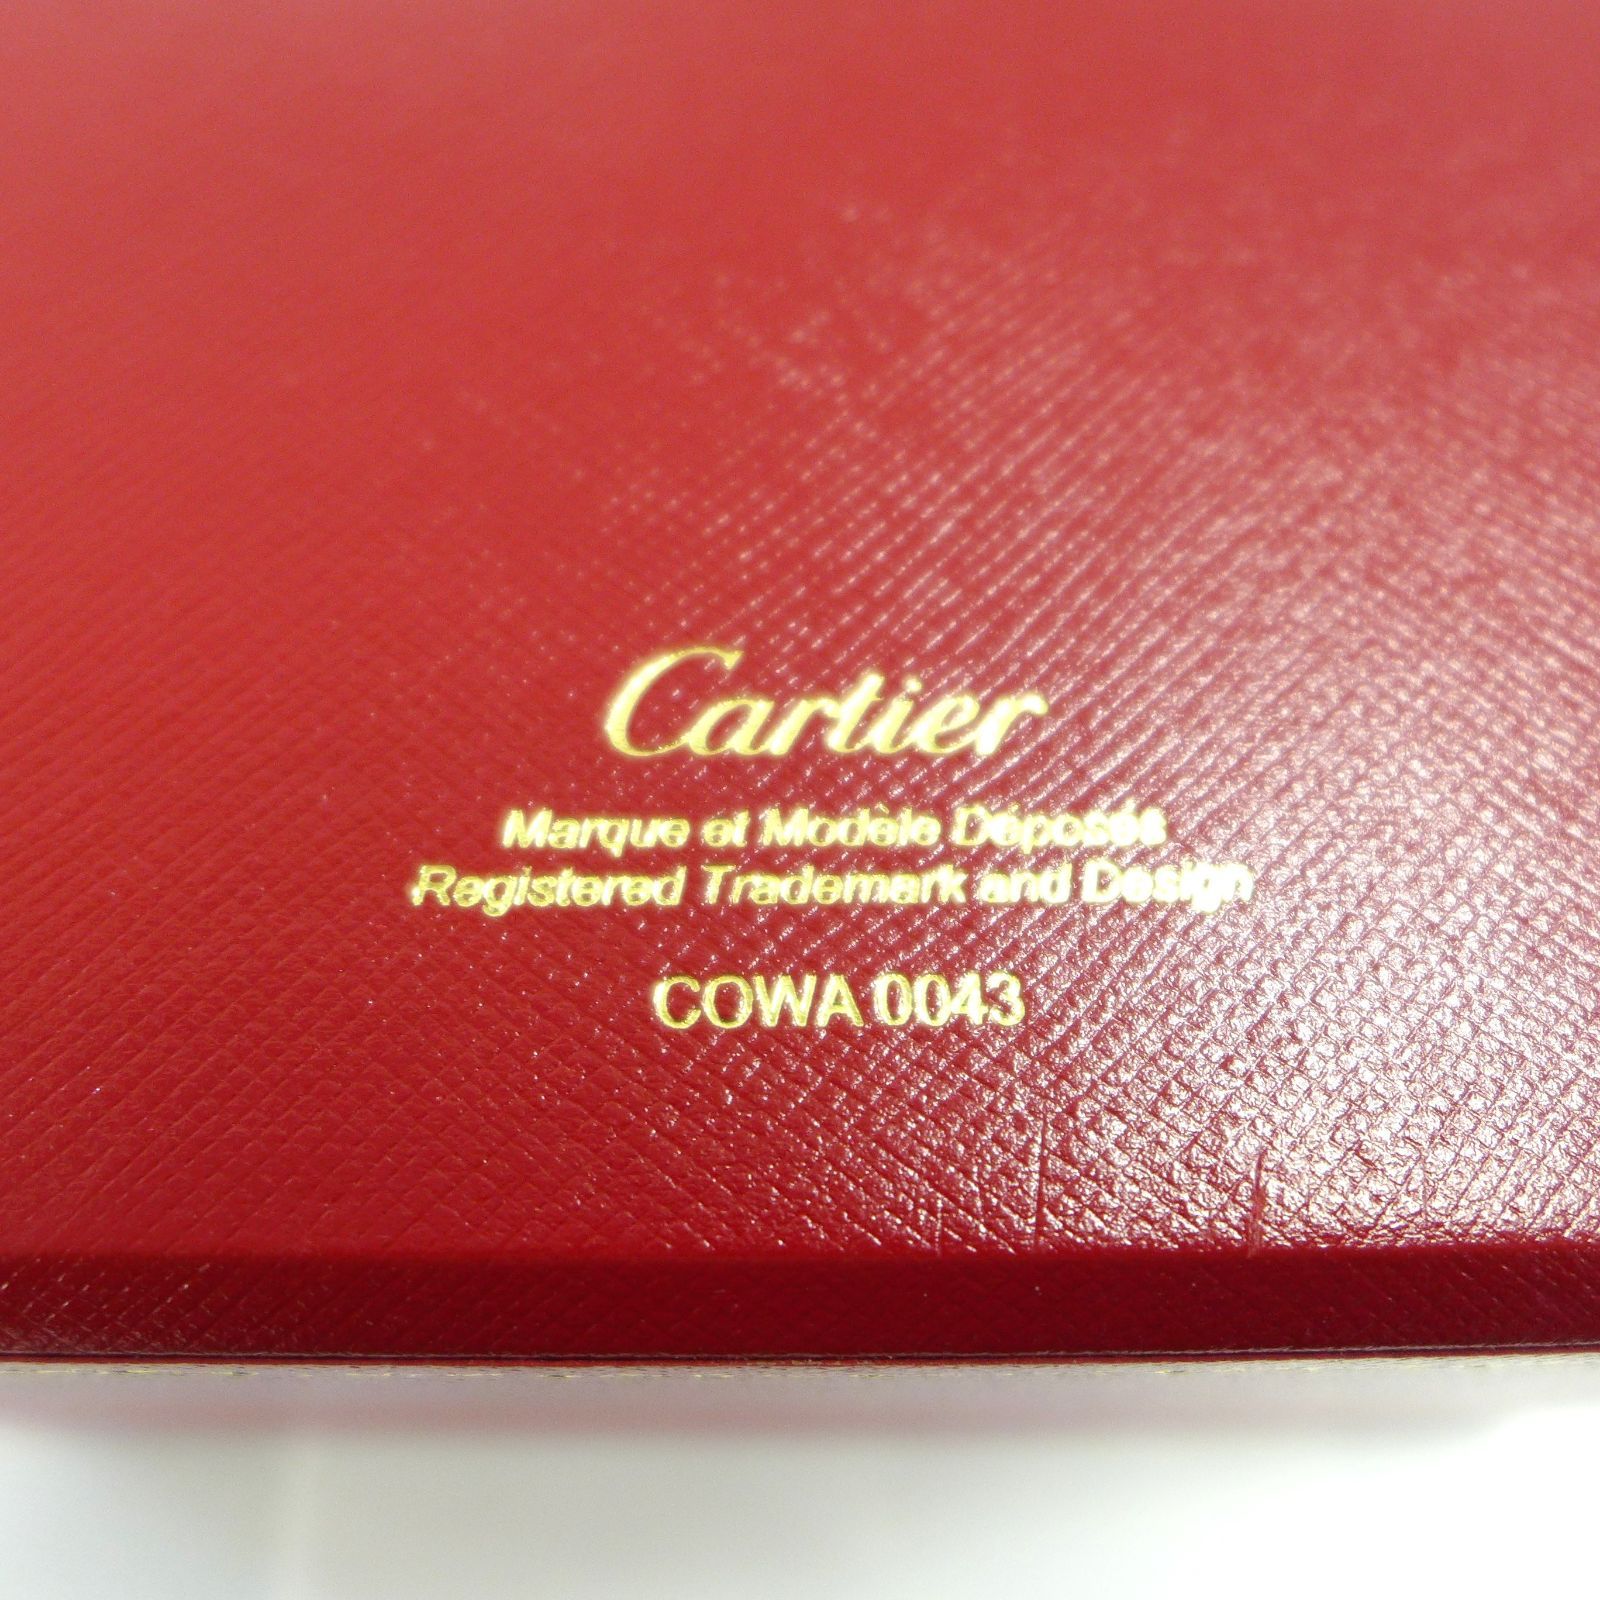 Cartier
Marque et Modèle Déposés
Registered Trademark and Design
COWA 0043